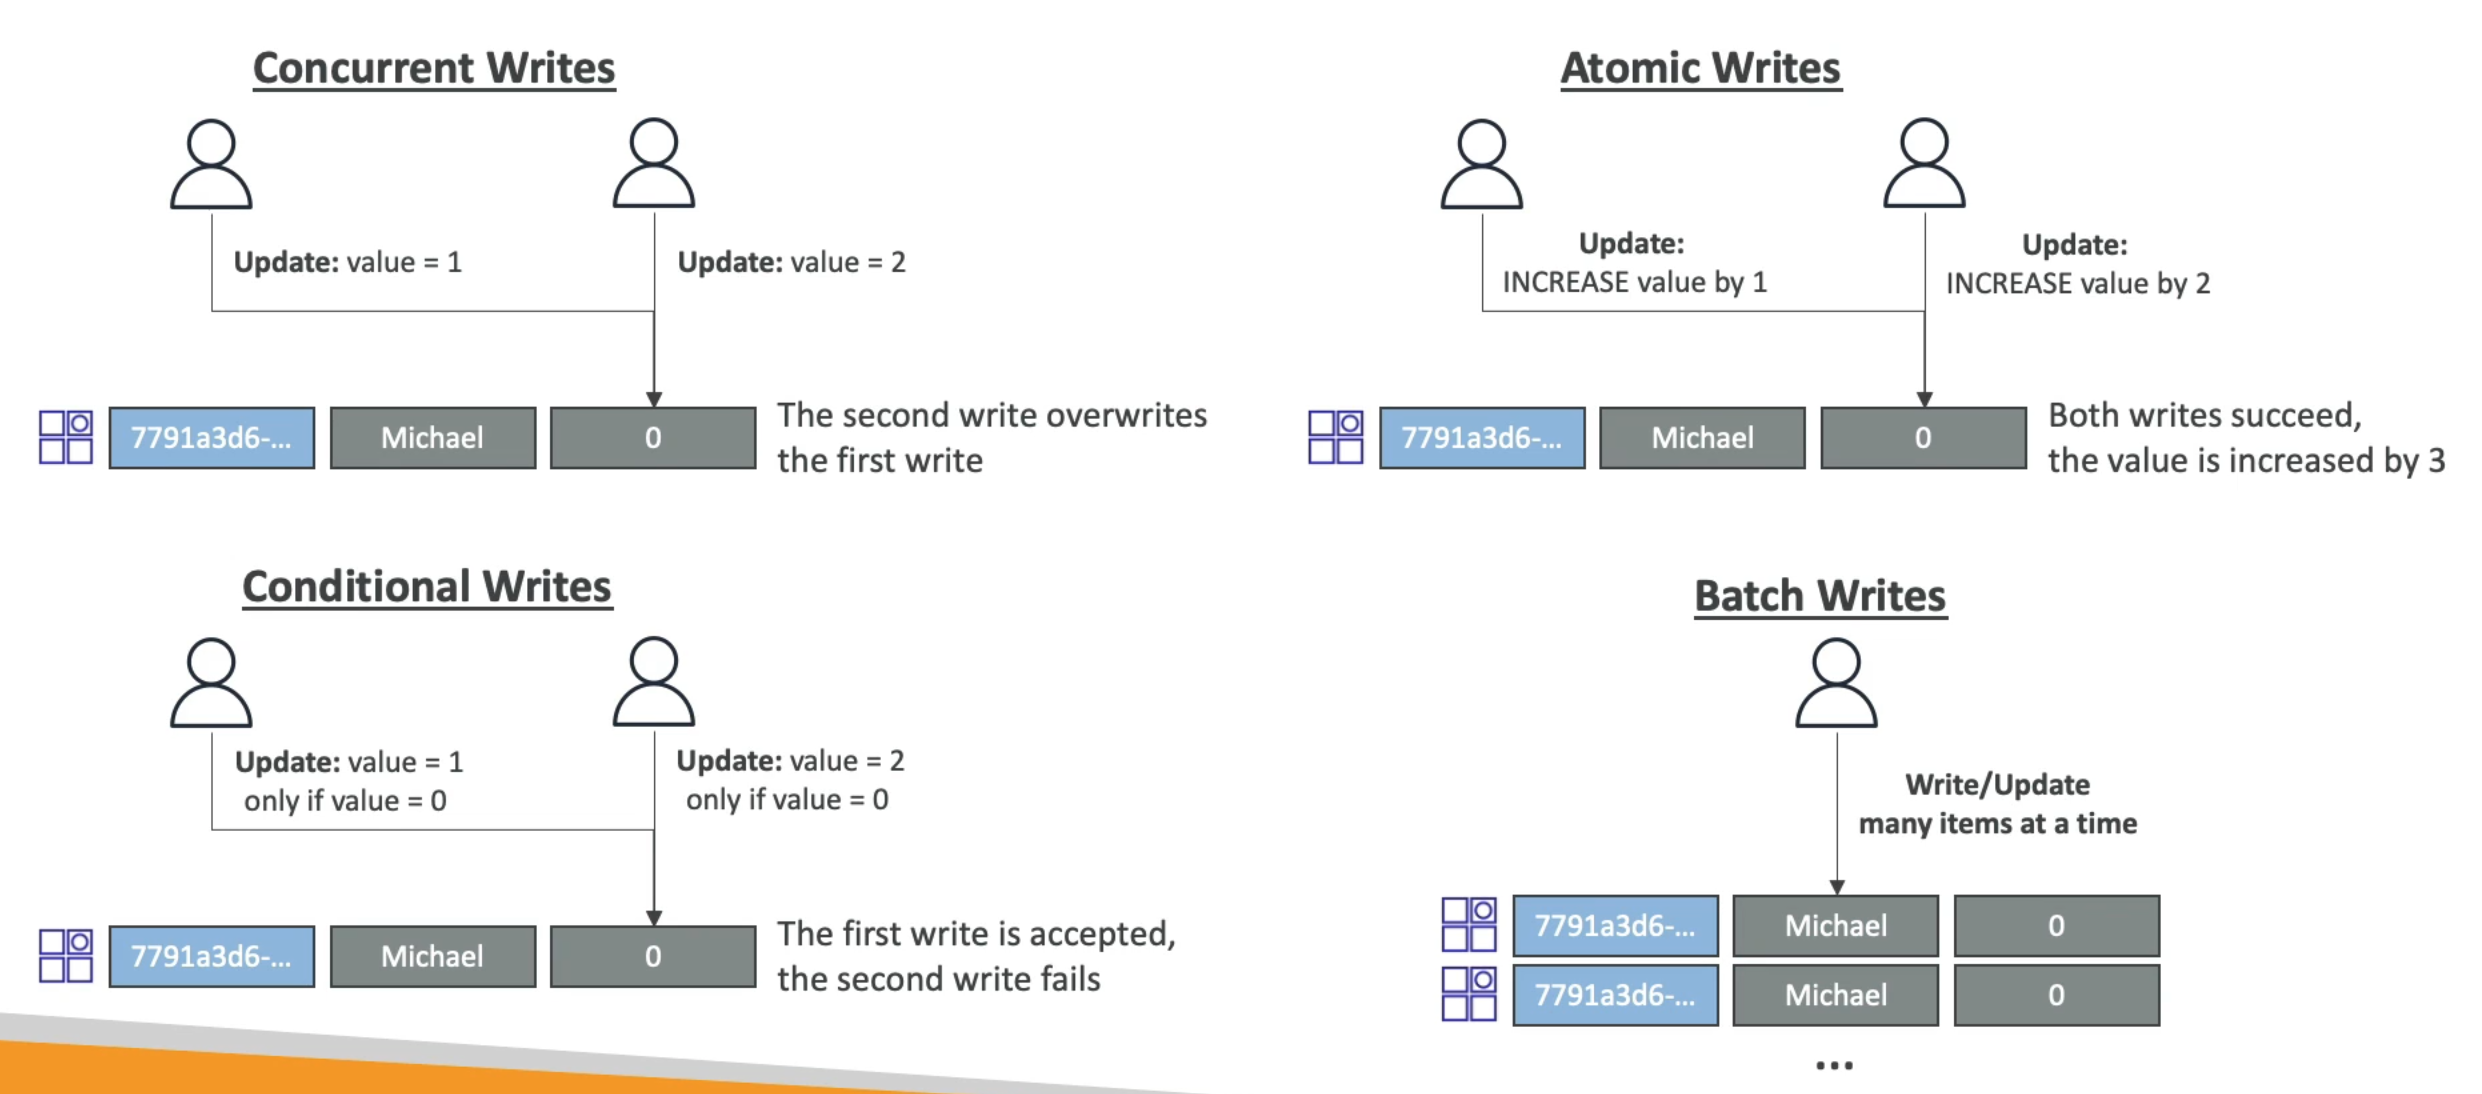 Concurrent Writes
Update: value = 1
Update: value = 2
7791a3d6-...
Michael
0
The second write overwrites
the first write
Atomic Writes
Update:
INCREASE value by 1
Update:
INCREASE value by 2
7791a3d6-...
Michael
0
Both writes succeed,
the value is increased by 3
Conditional Writes
Update: value = 1
only if value = 0
Update: value = 2
only if value = 0
7791a3d6-...
Michael
0
The first write is accepted,
the second write fails
Batch Writes
Write/Update
many items at a time
7791a3d6-...
Michael
0
7791a3d6-...
Michael
0
...